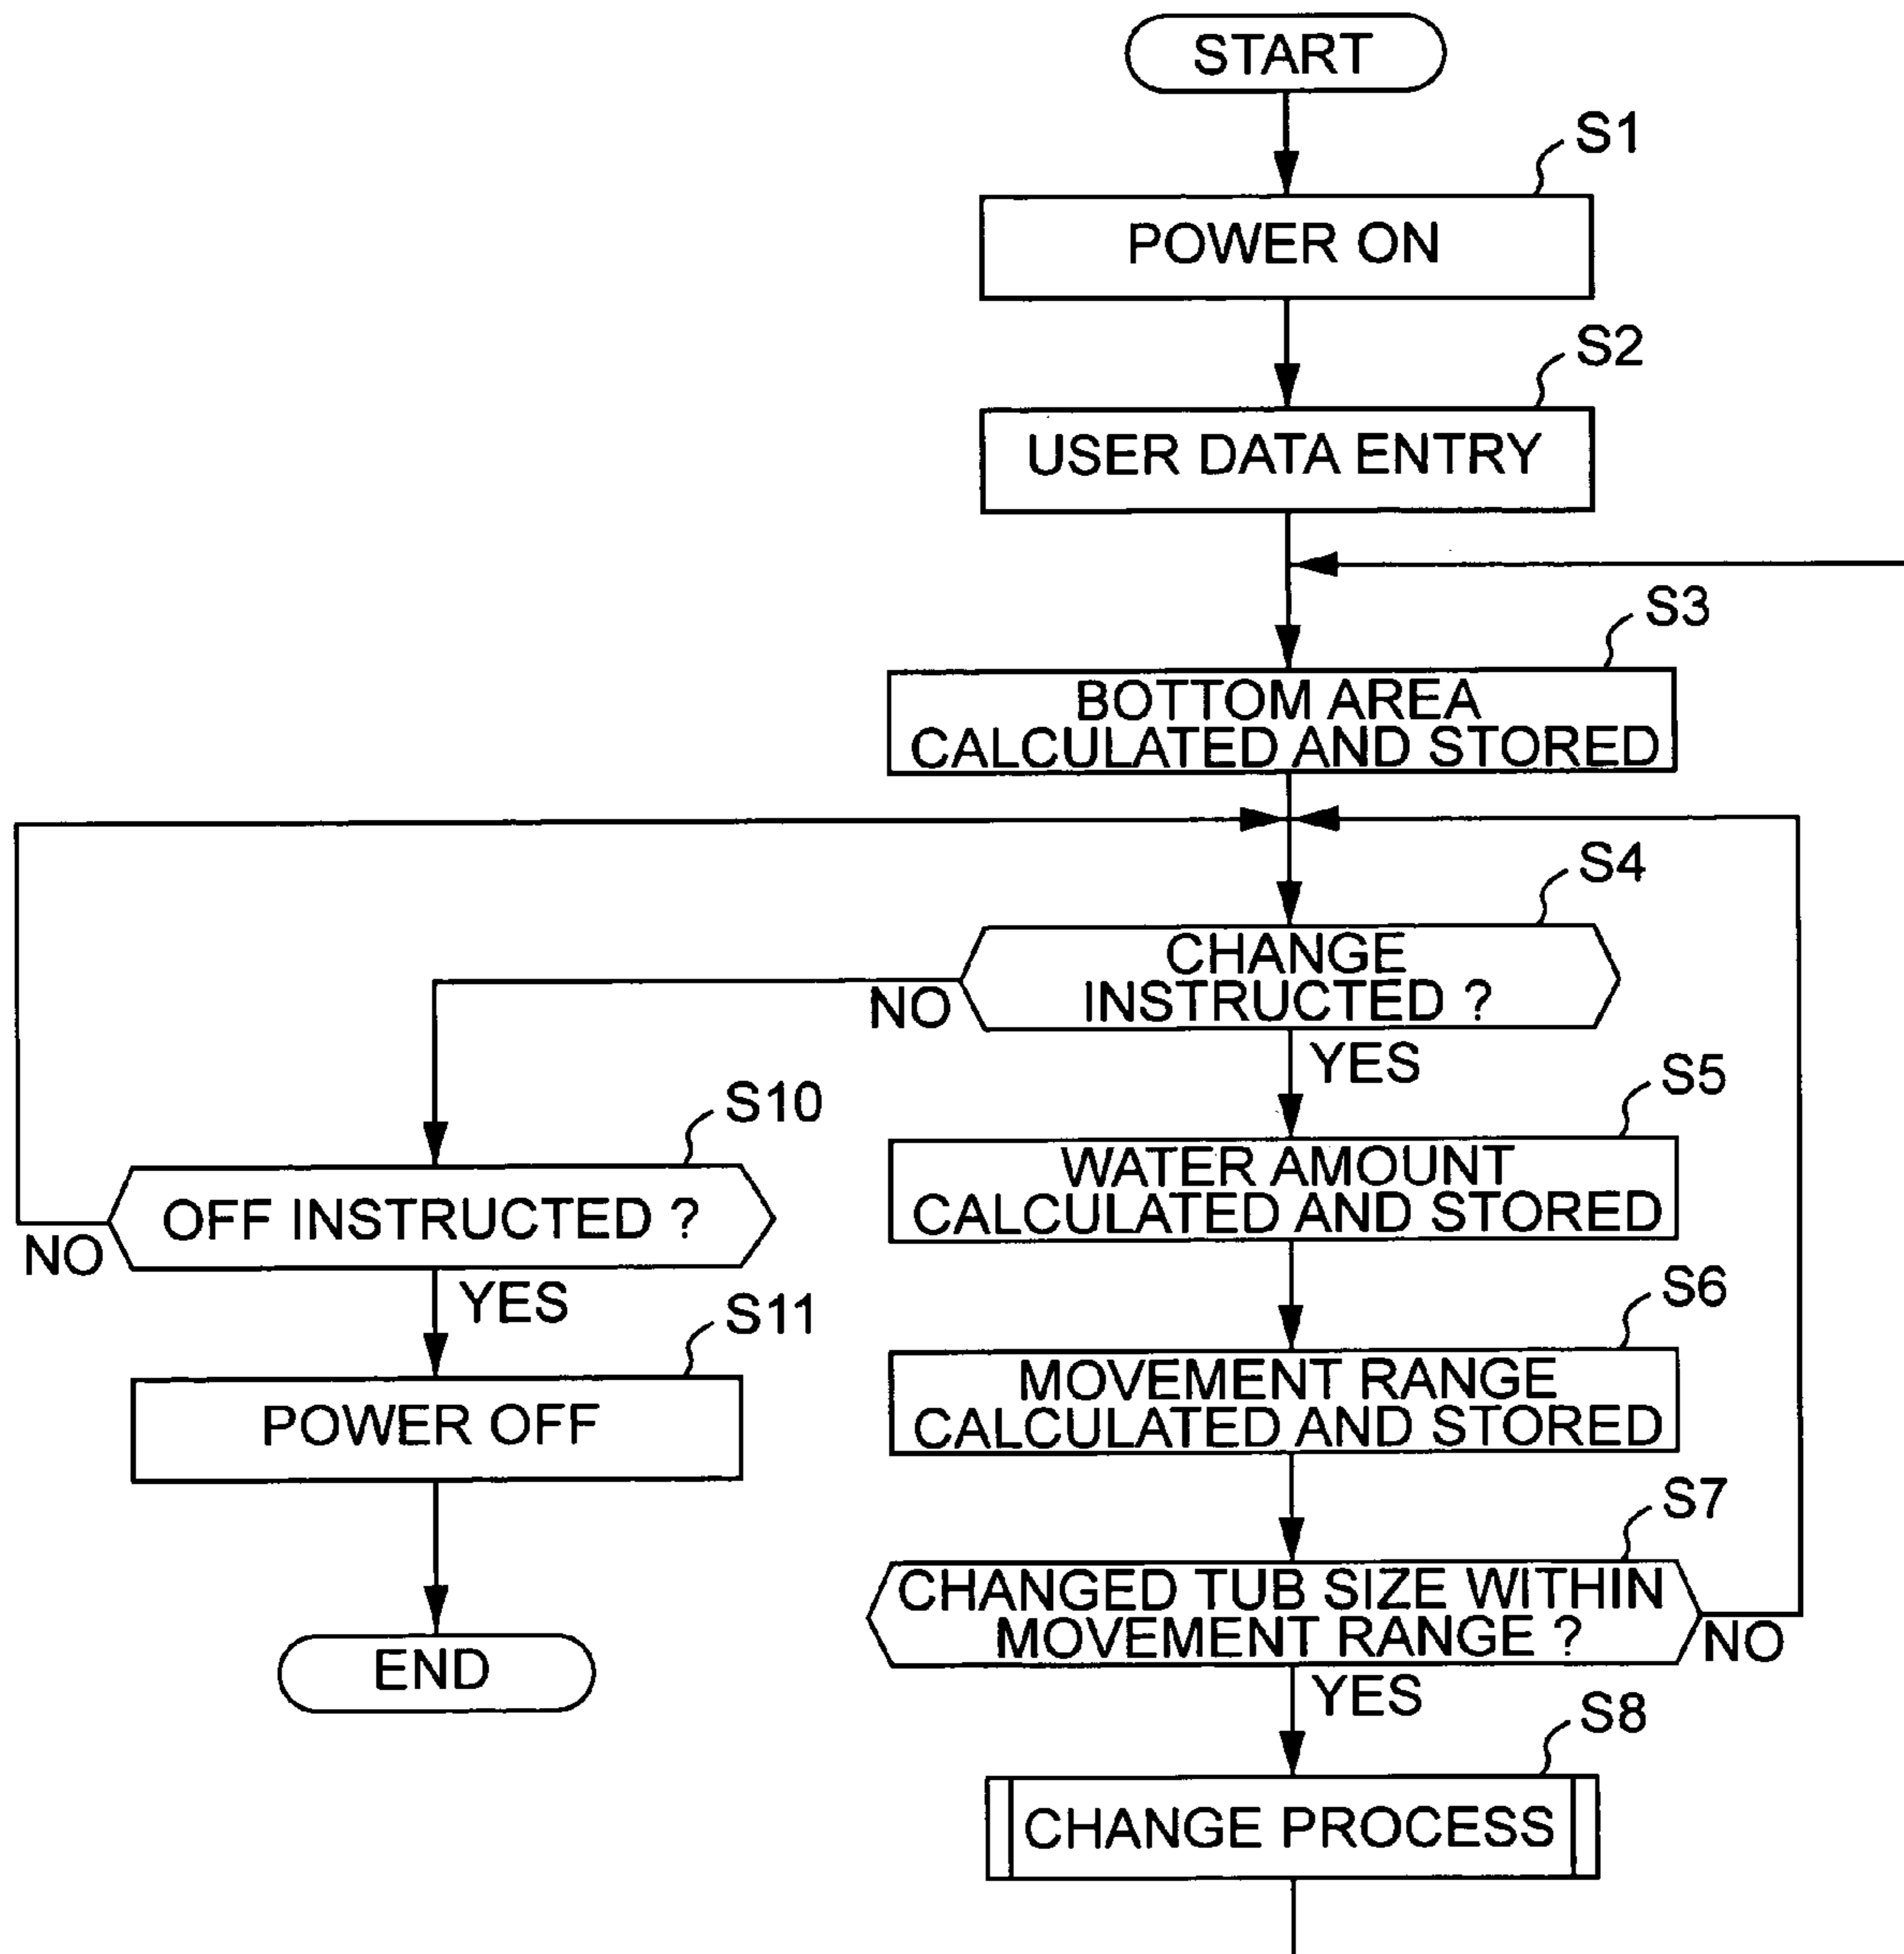 START
S1
POWER ON
S2
USER DATA ENTRY
S3
BOTTOM AREA
CALCULATED AND STORED
S4
CHANGE
INSTRUCTED ?
NO
YES
S5
WATER AMOUNT
CALCULATED AND STORED
S6
MOVEMENT RANGE
CALCULATED AND STORED
S7
CHANGED TUB SIZE WITHIN
MOVEMENT RANGE ?
NO
YES
S8
CHANGE PROCESS
S10
OFF INSTRUCTED ?
NO
YES
S11
POWER OFF
END